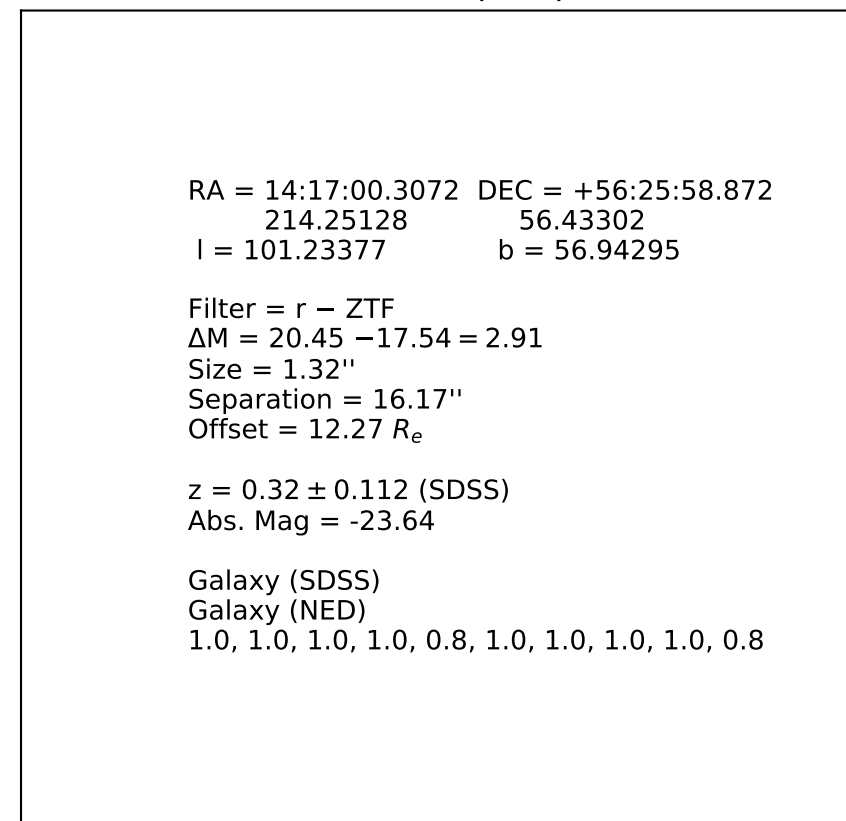 RA = 14:17:00.3072 DEC = +56:25:58.872
214.25128 56.43302
l = 101.23377 b = 56.94295
Filter = r − ZTF
ΔM = 20.45 −17.54 = 2.91
Size = 1.32''
Separation = 16.17''
Offset = 12.27 Re
z = 0.32 ± 0.112 (SDSS)
Abs. Mag = -23.64
Galaxy (SDSS)
Galaxy (NED)
1.0, 1.0, 1.0, 1.0, 0.8, 1.0, 1.0, 1.0, 1.0, 0.8